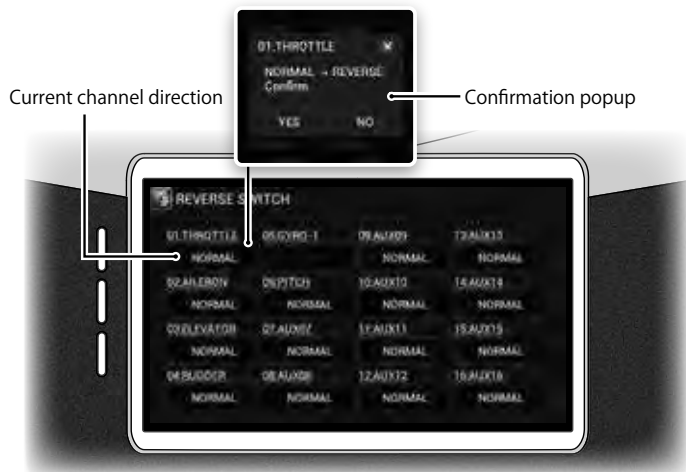 01.THROTTLE ×
NORMAL → REVERSE
Confirm
YES NO
Current channel direction
Confirmation popup
REVERSE SWITCH
01.THROTTLE 05.GYRO-1 09.AUX09 13.AUX13
NORMAL NORMAL NORMAL
02.AILERON 06.PITCH 10.AUX10 14.AUX14
NORMAL NORMAL NORMAL NORMAL
03.ELEVATOR 07.AUX07 11.AUX11 15.AUX15
NORMAL NORMAL NORMAL NORMAL
04.RUDDER 08.AUX08 12.AUX12 16.AUX16
NORMAL NORMAL NORMAL NORMAL